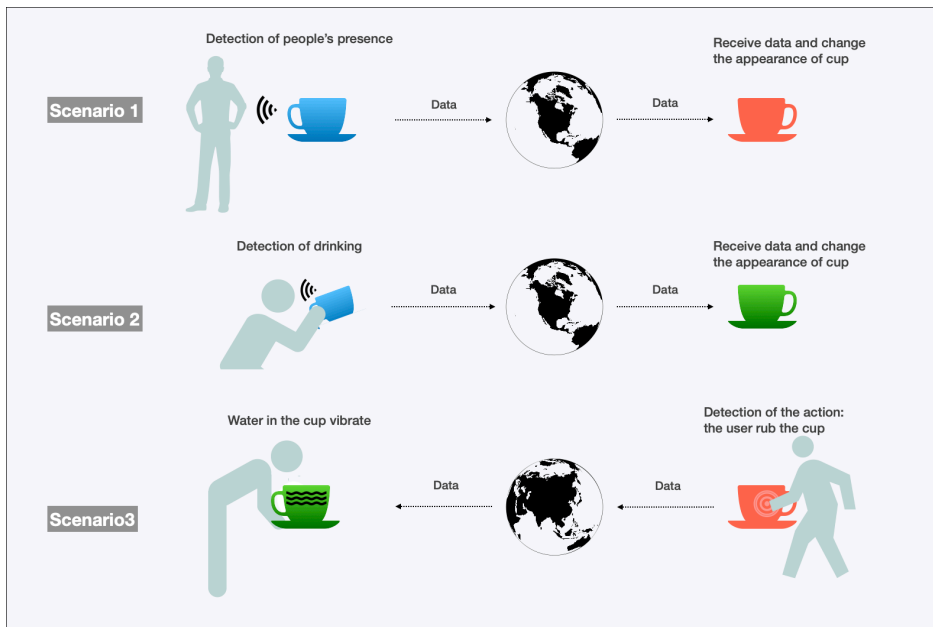 Detection of people's presence
Receive data and change
the appearance of cup
Scenario 1
Data
Data
Detection of drinking
Receive data and change
the appearance of cup
Scenario 2
Data
Data
Water in the cup vibrate
Detection of the action:
the user rub the cup
Scenario3
Data
Data